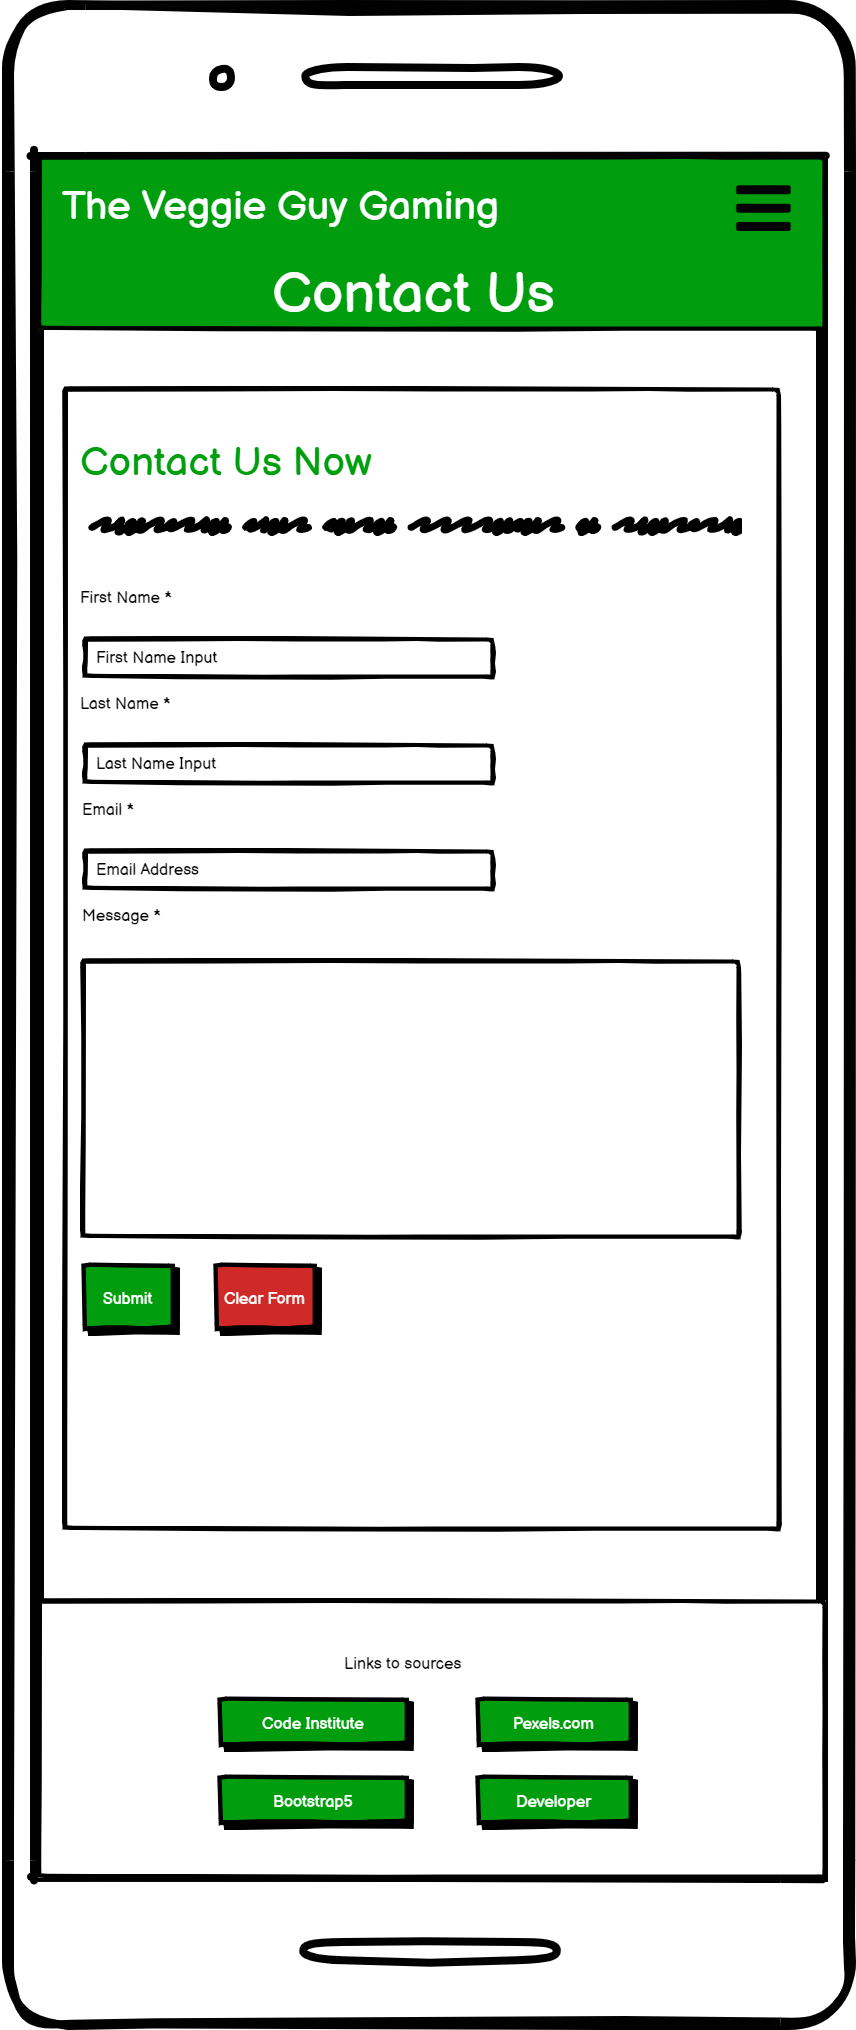 The Veggie Guy Gaming
Contact Us
Contact Us Now
First Name *
First Name Input
Last Name *
Last Name Input
Email *
Email Address
Message *
Submit Clear Form
Links to sources
Code Institute Pexels.com
Bootstrap5 Developer